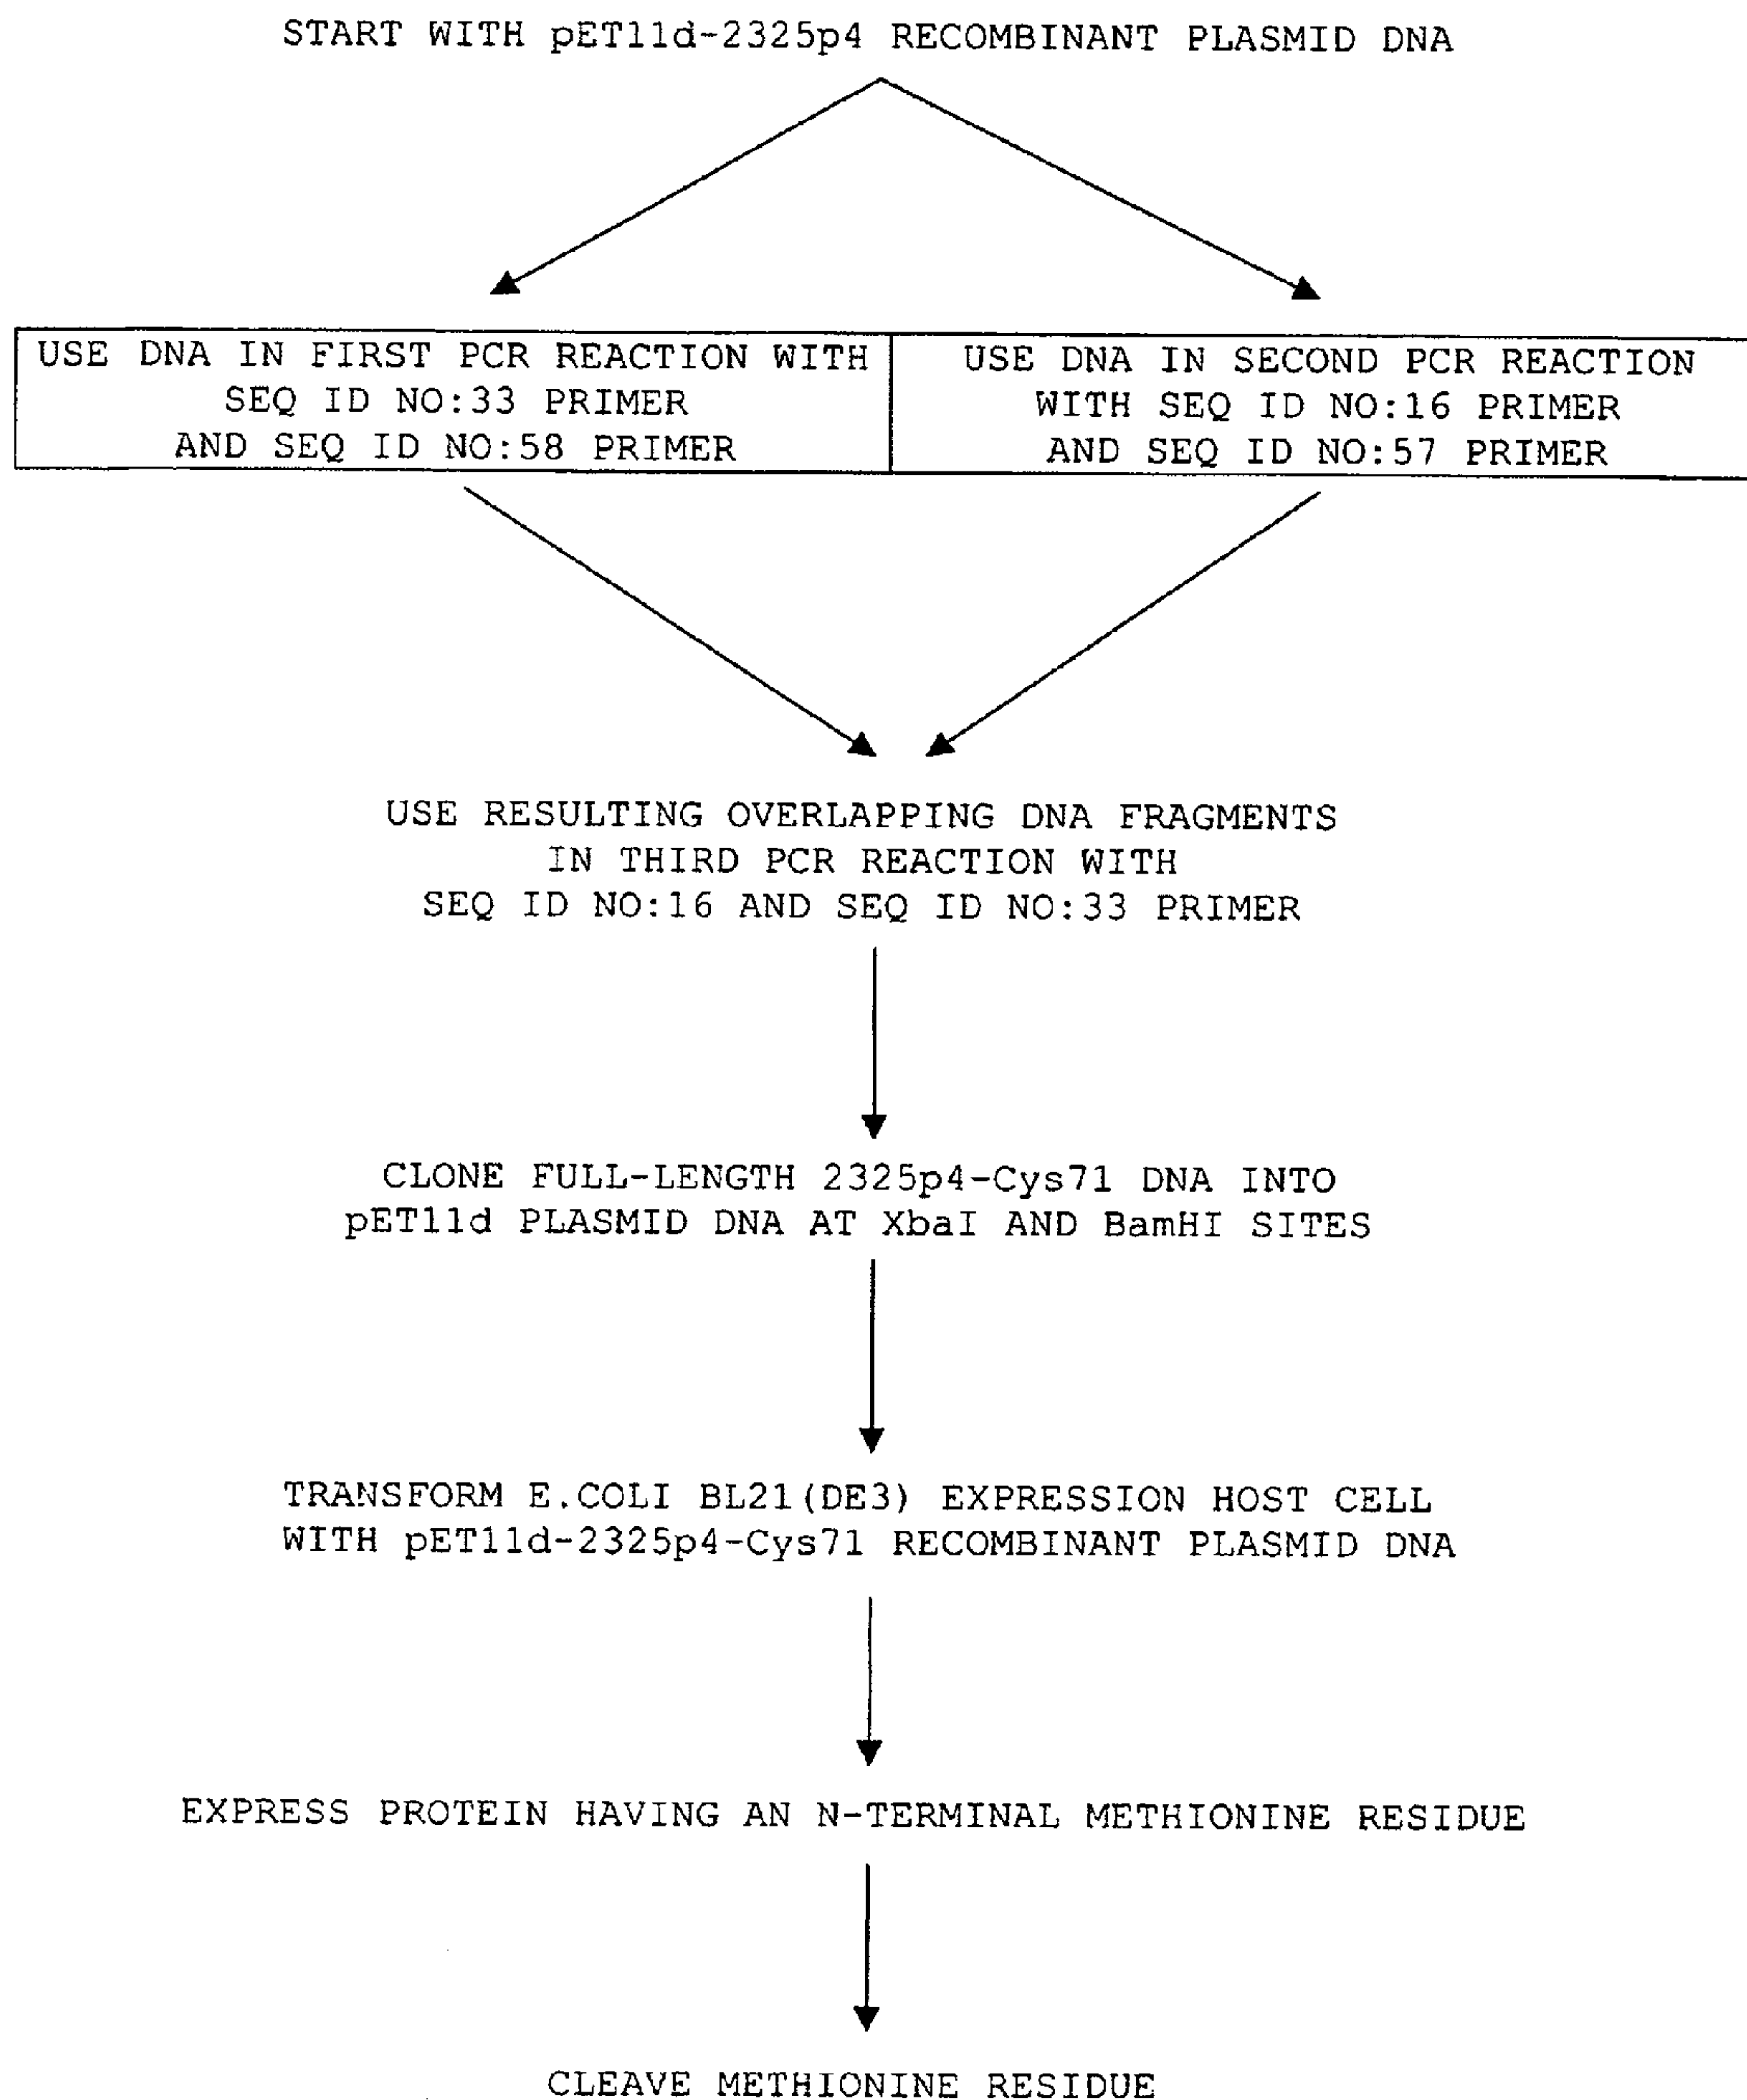 START WITH pET11d-2325p4 RECOMBINANT PLASMID DNA
USE DNA IN FIRST PCR REACTION WITH
SEQ ID NO:33 PRIMER
AND SEQ ID NO:58 PRIMER
USE DNA IN SECOND PCR REACTION
WITH SEQ ID NO:16 PRIMER
AND SEQ ID NO:57 PRIMER
USE RESULTING OVERLAPPING DNA FRAGMENTS
IN THIRD PCR REACTION WITH
SEQ ID NO:16 AND SEQ ID NO:33 PRIMER
CLONE FULL-LENGTH 2325p4-Cys71 DNA INTO
pET11d PLASMID DNA AT XbaI AND BamHI SITES
TRANSFORM E.COLI BL21(DE3) EXPRESSION HOST CELL
WITH pET11d-2325p4-Cys71 RECOMBINANT PLASMID DNA
EXPRESS PROTEIN HAVING AN N-TERMINAL METHIONINE RESIDUE
CLEAVE METHIONINE RESIDUE